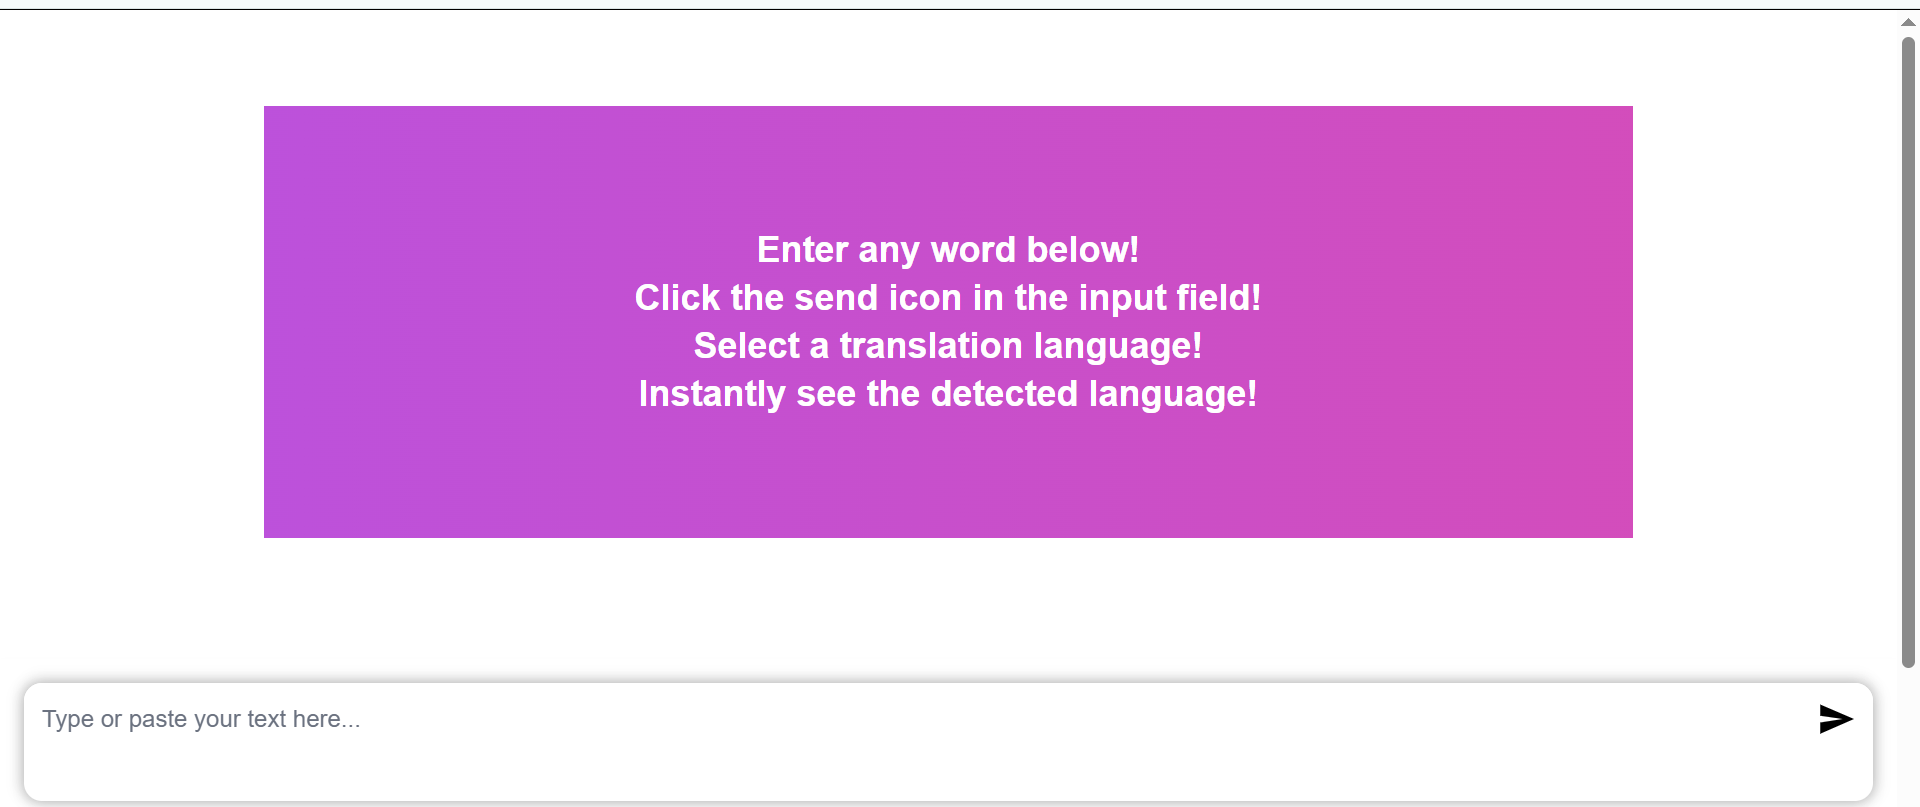 Enter any word below!
Click the send icon in the input field!
Select a translation language!
Instantly see the detected language!
Type or paste your text here...